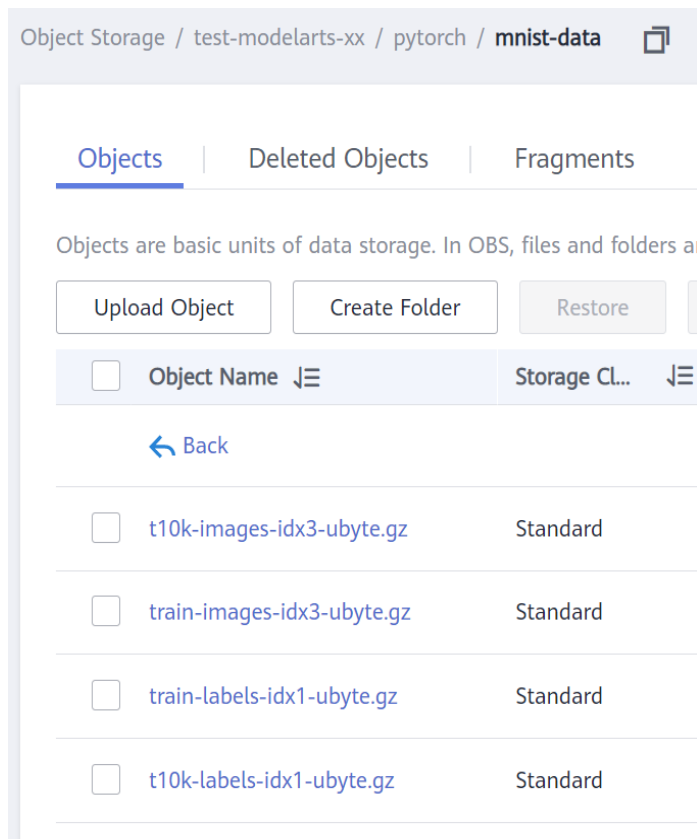 Object Storage / test-modelarts-xx / pytorch / mnist-data
Objects Deleted Objects Fragments
Objects are basic units of data storage. In OBS, files and folders
Upload Object Create Folder Restore
Object Name Storage Cl...
Back
t10k-images-idx3-ubyte.gz Standard
train-images-idx3-ubyte.gz Standard
train-labels-idx1-ubyte.gz Standard
t10k-labels-idx1-ubyte.gz Standard